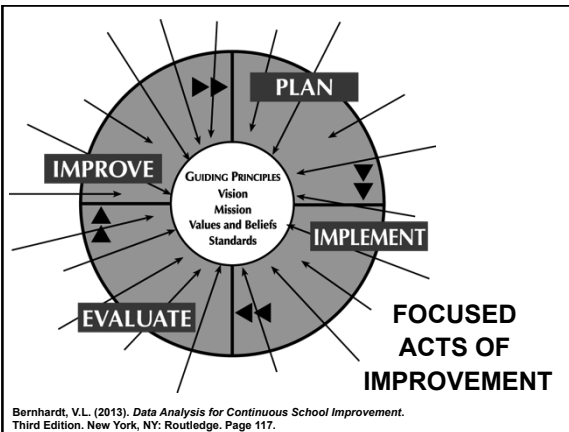 PLAN
IMPROVE
GUIDING PRINCIPLES
Vision
Mission
Values and Beliefs
Standards
IMPLEMENT
EVALUATE
FOCUSED
ACTS OF
IMPROVEMENT
Bernhardt, V.L. (2013). Data Analysis for Continuous School Improvement.
Third Edition. New York, NY: Routledge. Page 117.